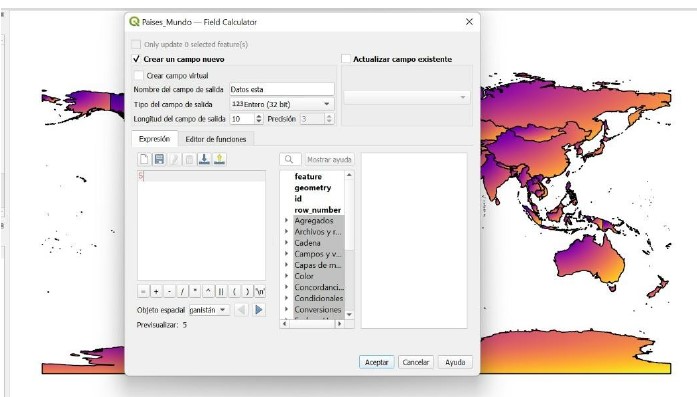 Paises_Mundo — Field Calculator
Only update 0 selected feature(s)
Crear un campo nuevo
Actualizar campo existente
Crear campo virtual
Nombre del campo de salida Datos esta
Tipo del campo de salida 123 Entero (32 bit)
Longitud del campo de salida 10 Precisión 3
Expresión Editor de funciones
Mostrar ayuda
5
feature
geometry
id
row_number
Agregados
Archivos y r...
Cadena
Campos y v...
Capas de m...
Color
Concordanci...
Condicionales
Conversiones
= + - / * ^ || ( ) '\n'
Objeto espacial ganistán
Previsualizar: 5
Aceptar Cancelar Ayuda